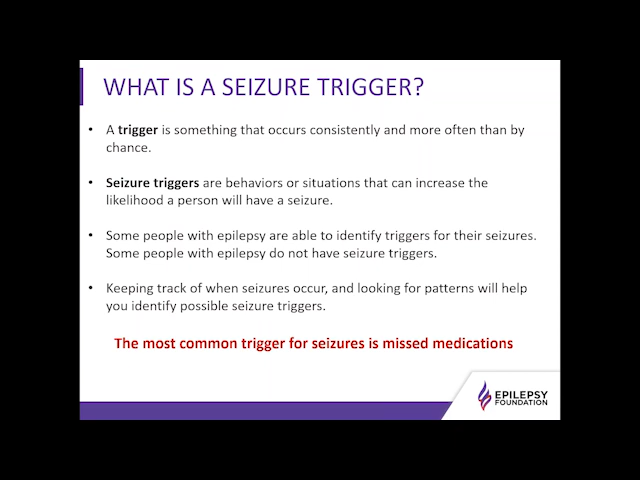 WHAT IS A SEIZURE TRIGGER?
• A trigger is something that occurs consistently and more often than by
chance.
• Seizure triggers are behaviors or situations that can increase the
likelihood a person will have a seizure.
• Some people with epilepsy are able to identify triggers for their seizures.
Some people with epilepsy do not have seizure triggers.
• Keeping track of when seizures occur, and looking for patterns will help
you identify possible seizure triggers.
The most common trigger for seizures is missed medications
EPILEPSY
FOUNDATION